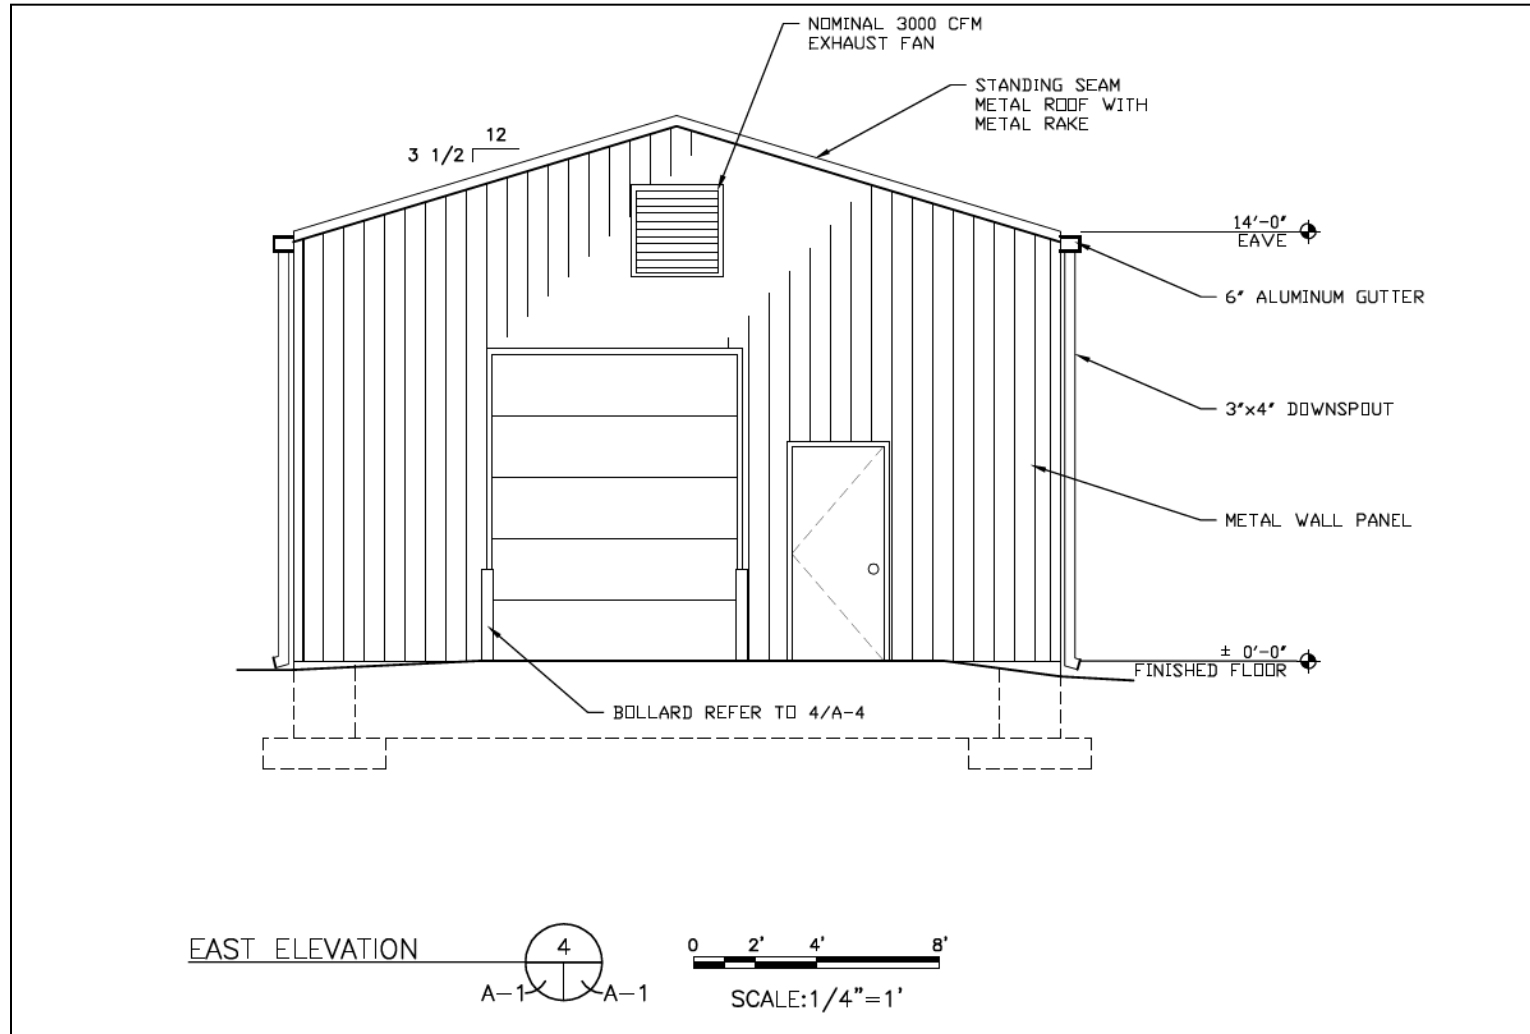 NOMINAL 3000 CFM
EXHAUST FAN
STANDING SEAM
METAL ROOF WITH
METAL RAKE
12
3 1/2
14'-0"
EAVE
6" ALUMINUM GUTTER
3"x4" DOWNSPOUT
METAL WALL PANEL
± 0'-0"
FINISHED FLOOR
BOLLARD REFER TO 4/A-4
EAST ELEVATION
4
A-1
A-1
0 2' 4' 8'
SCALE:1/4"=1'